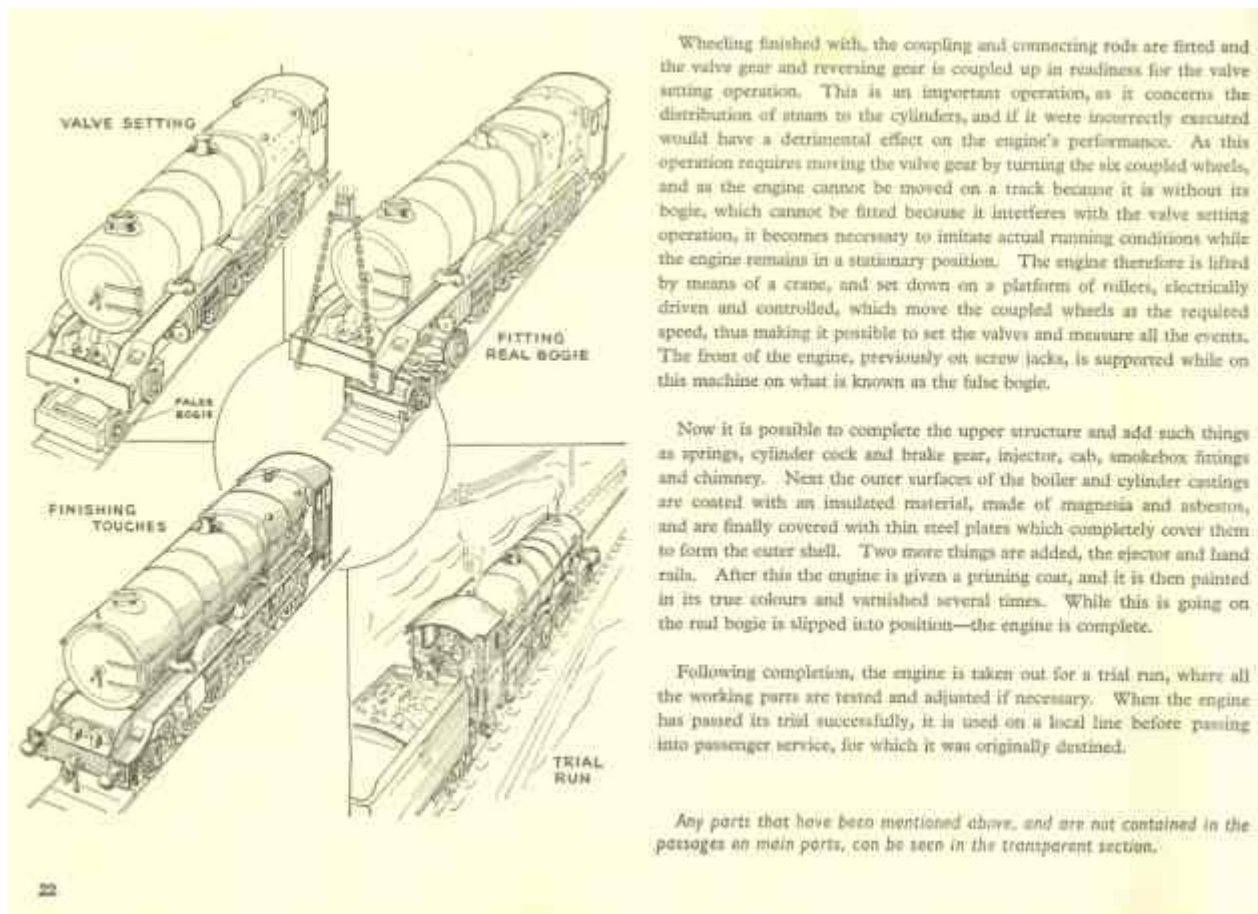 VALVE SETTING
FITTING
REAL BOGIE
FALSE
BOGIE
FINISHING
TOUCHES
TRIAL
RUN
Wheeling finished with, the coupling and connecting rods are fitted and
the valve gear and reversing gear is coupled up in readiness for the valve
setting operation. This is an important operation, as it concerns the
distribution of steam to the cylinders, and if it were incorrectly executed
would have a detrimental effect on the engine's performance. As this
operation requires moving the valve gear by turning the six coupled wheels,
and as the engine cannot be moved on a track because it is without its
bogie, which cannot be fitted because it interferes with the valve setting
operation, it becomes necessary to imitate actual running conditions while
the engine remains in a stationary position. The engine therefore is lifted
by means of a crane, and set down on a platform of rollers, electrically
driven and controlled, which move the coupled wheels at the required
speed, thus making it possible to set the valves and measure all the events.
The front of the engine, previously on screw jacks, is supported while on
this machine on what is known as the false bogie.
Now it is possible to complete the upper structure and add such things
as springs, cylinder cock and brake gear, injector, cab, smokebox fittings
and chimney. Next the outer surfaces of the boiler and cylinder castings
are coated with an insulated material, made of magnesia and asbestos,
and are finally covered with thin steel plates which completely cover them
to form the outer shell. Two more things are added, the ejector and hand
rails. After this the engine is given a priming coat, and it is then painted
in its true colours and varnished several times. While this is going on
the real bogie is slipped into position—the engine is complete.
Following completion, the engine is taken out for a trial run, where all
the working parts are tested and adjusted if necessary. When the engine
has passed its trial successfully, it is used on a local line before passing
into passenger service, for which it was originally destined.
Any parts that have been mentioned above, and are not contained in the
passages on main parts, can be seen in the transparent section.
22